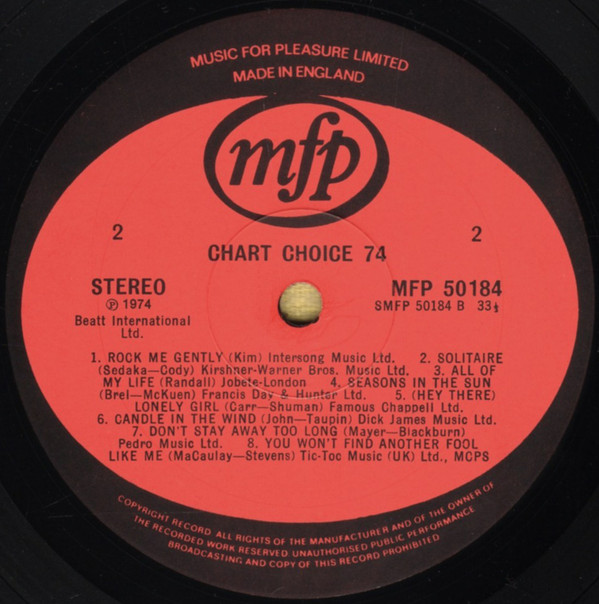 MUSIC FOR PLEASURE LIMITED
MADE IN ENGLAND
mfp
2
2
CHART CHOICE 74
STEREO
℗ 1974
Beatt International
Ltd.
MFP 50184
SMFP 50184 B 33⅓
1. ROCK ME GENTLY (Kim) Intersong Music Ltd. 2. SOLITAIRE
(Sedaka—Cody) Kirshner-Warner Bros. Music Ltd. 3. ALL OF
MY LIFE (Randall) Jobete-London 4. SEASONS IN THE SUN
(Brel—McKuen) Francis Day & Hunter Ltd. 5. (HEY THERE)
LONELY GIRL (Carr—Shuman) Famous Chappell Ltd.
6. CANDLE IN THE WIND (John—Taupin) Dick James Music Ltd.
7. DON'T STAY AWAY TOO LONG (Mayer—Blackburn)
Pedro Music Ltd. 8. YOU WON'T FIND ANOTHER FOOL
LIKE ME (MaCaulay—Stevens) Tic-Toc Music (UK) Ltd., MCPS
COPYRIGHT RECORD ALL RIGHTS OF THE MANUFACTURER AND OF THE OWNER OF
THE RECORDED WORK RESERVED UNAUTHORISED PUBLIC PERFORMANCE
BROADCASTING AND COPY OF THIS RECORD PROHIBITED